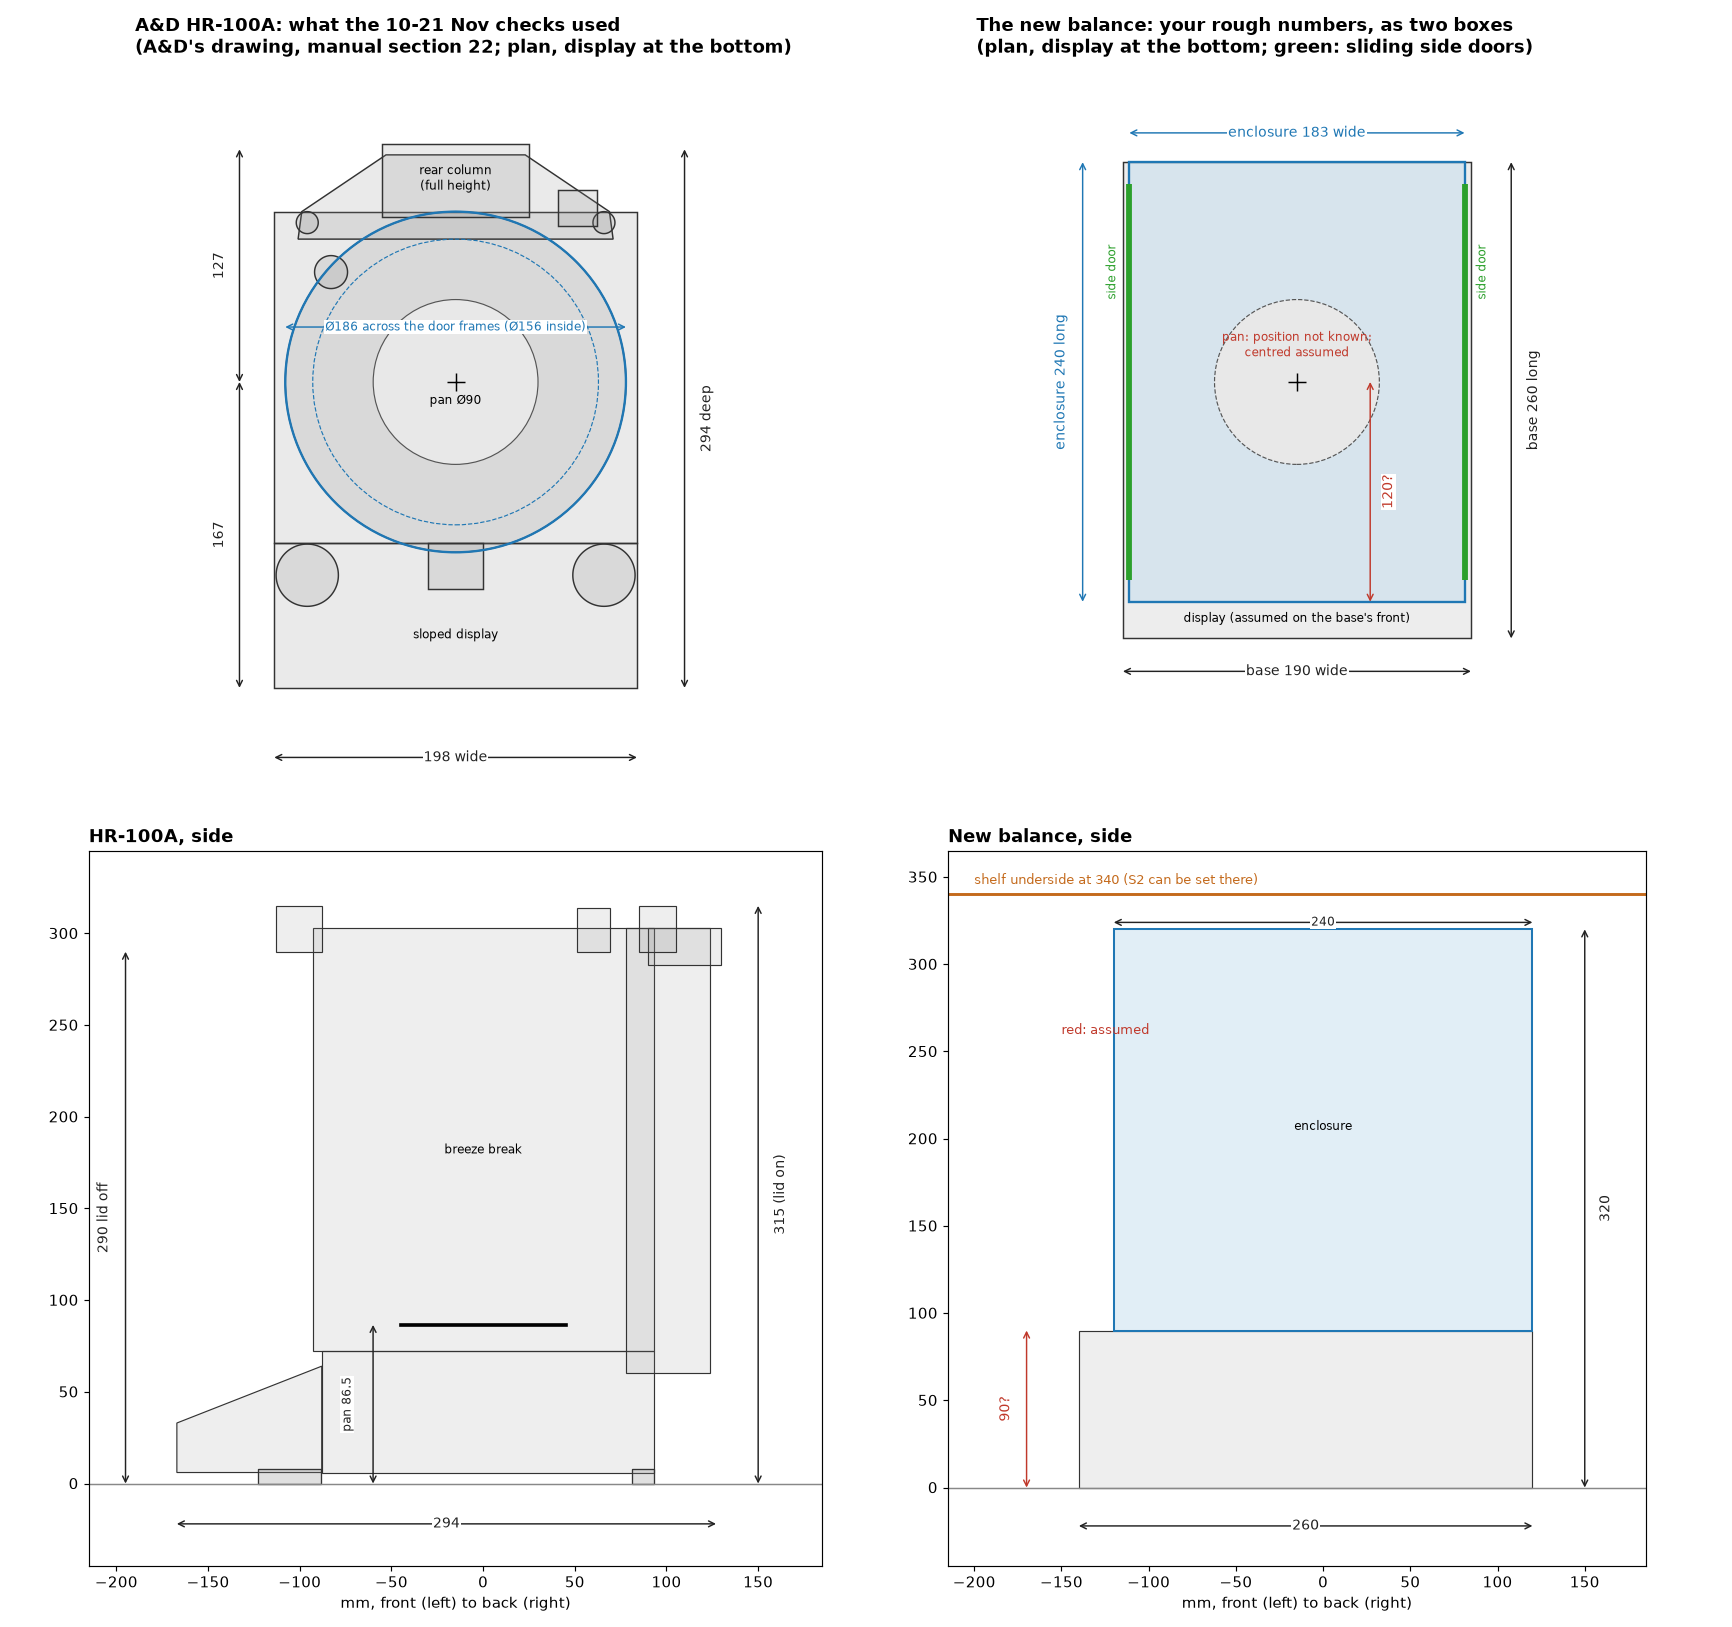 A&D HR-100A: what the 10-21 Nov checks used
(A&D's drawing, manual section 22; plan, display at the bottom)
rear column
(full height)
127
Ø186 across the door frames (Ø156 inside)
pan Ø90
294 deep
167
sloped display
198 wide
The new balance: your rough numbers, as two boxes
(plan, display at the bottom; green: sliding side doors)
enclosure 183 wide
side door
side door
enclosure 240 long
pan: position not known;
centred assumed
base 260 long
120?
display (assumed on the base's front)
base 190 wide
HR-100A, side
300
250
200
150
100
50
0
290 lid off
breeze break
315 (lid on)
pan 86.5
294
−200 −150 −100 −50 0 50 100 150
mm, front (left) to back (right)
New balance, side
350
300
250
200
150
100
50
0
shelf underside at 340 (S2 can be set there)
240
red: assumed
enclosure
320
90?
260
−200 −150 −100 −50 0 50 100 150
mm, front (left) to back (right)